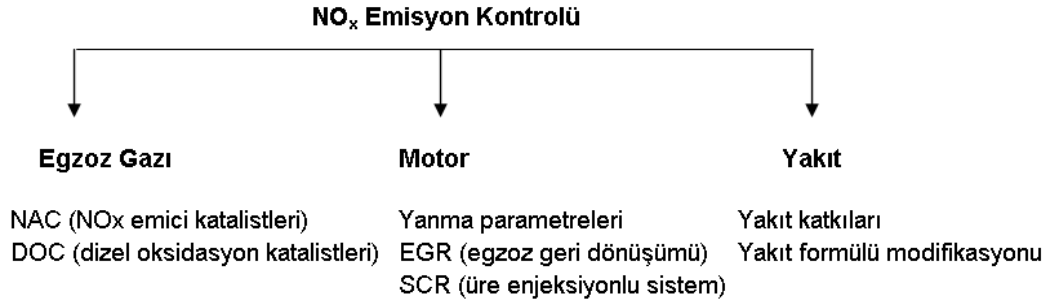 NOx Emisyon Kontrolü
Egzoz Gazı
NAC (NOx emici katalistleri)
DOC (dizel oksidasyon katalistleri)
Motor
Yanma parametreleri
EGR (egzoz geri dönüşümü)
SCR (üre enjeksiyonlu sistem)
Yakıt
Yakıt katkıları
Yakıt formülü modifikasyonu